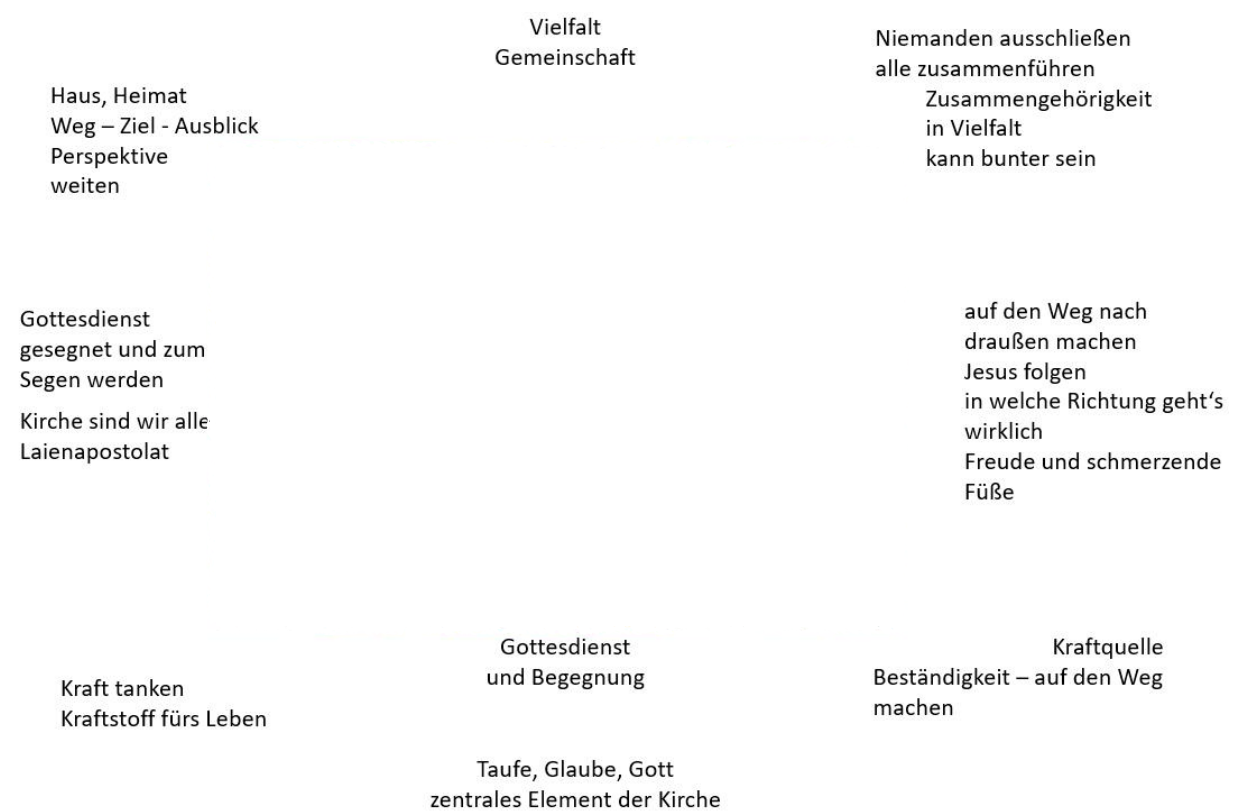 Vielfalt
Gemeinschaft
Niemanden ausschließen
alle zusammenführen
Zusammengehörigkeit
in Vielfalt
kann bunter sein
Haus, Heimat
Weg – Ziel - Ausblick
Perspektive
weiten
Gottesdienst
gesegnet und zum
Segen werden
Kirche sind wir alle
Laienapostolat
auf den Weg nach
draußen machen
Jesus folgen
in welche Richtung geht‘s
wirklich
Freude und schmerzende
Füße
Kraft tanken
Kraftstoff fürs Leben
Gottesdienst
und Begegnung
Kraftquelle
Beständigkeit – auf den Weg
machen
Taufe, Glaube, Gott
zentrales Element der Kirche